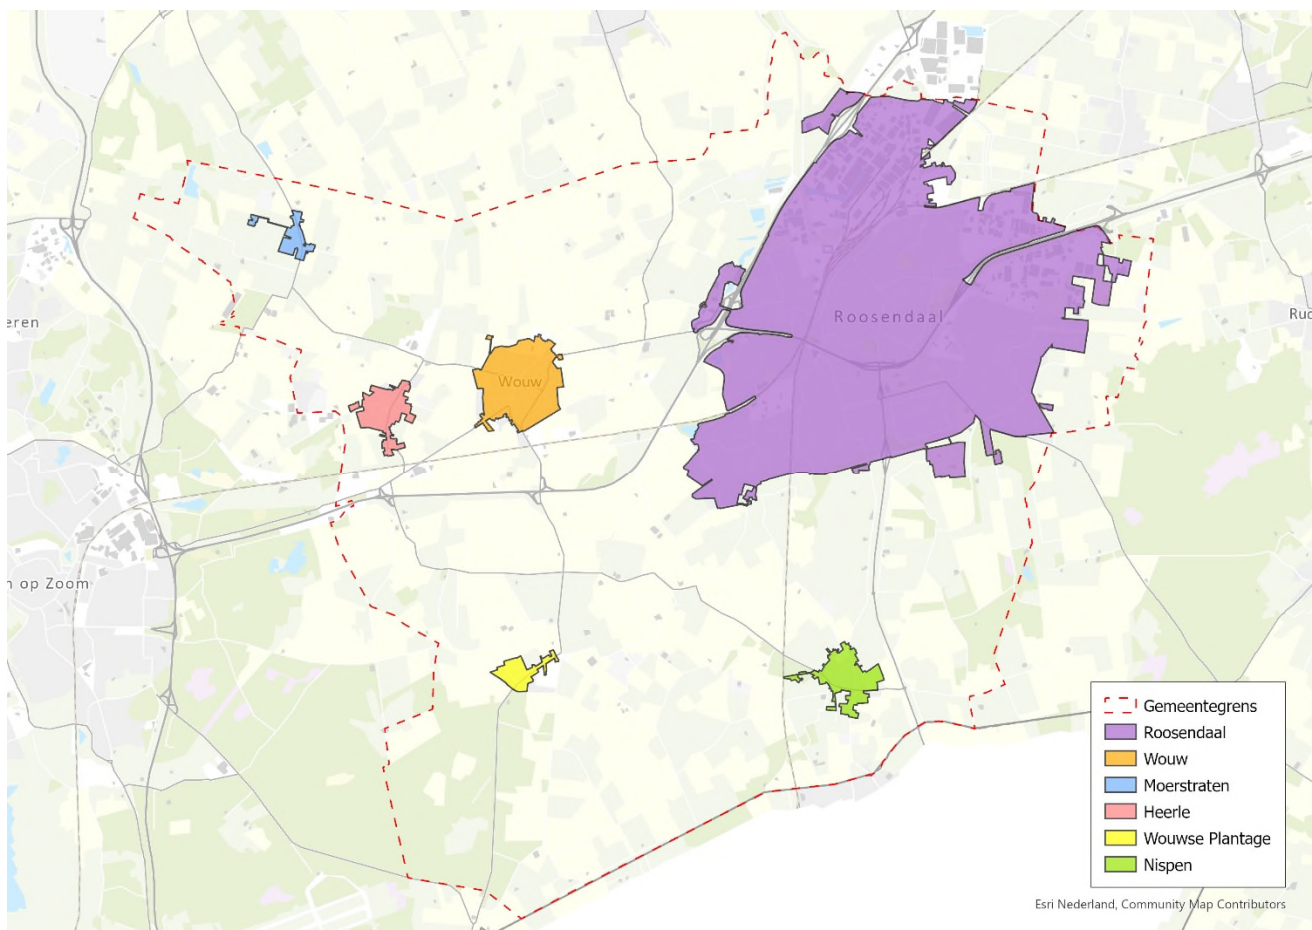 Roosendaal
eren
Ruc
Wouw
n op Zoom
Gemeentegrens
Roosendaal
Wouw
Moerstraten
Heerle
Wouwse Plantage
Nispen
Esri Nederland, Community Map Contributors